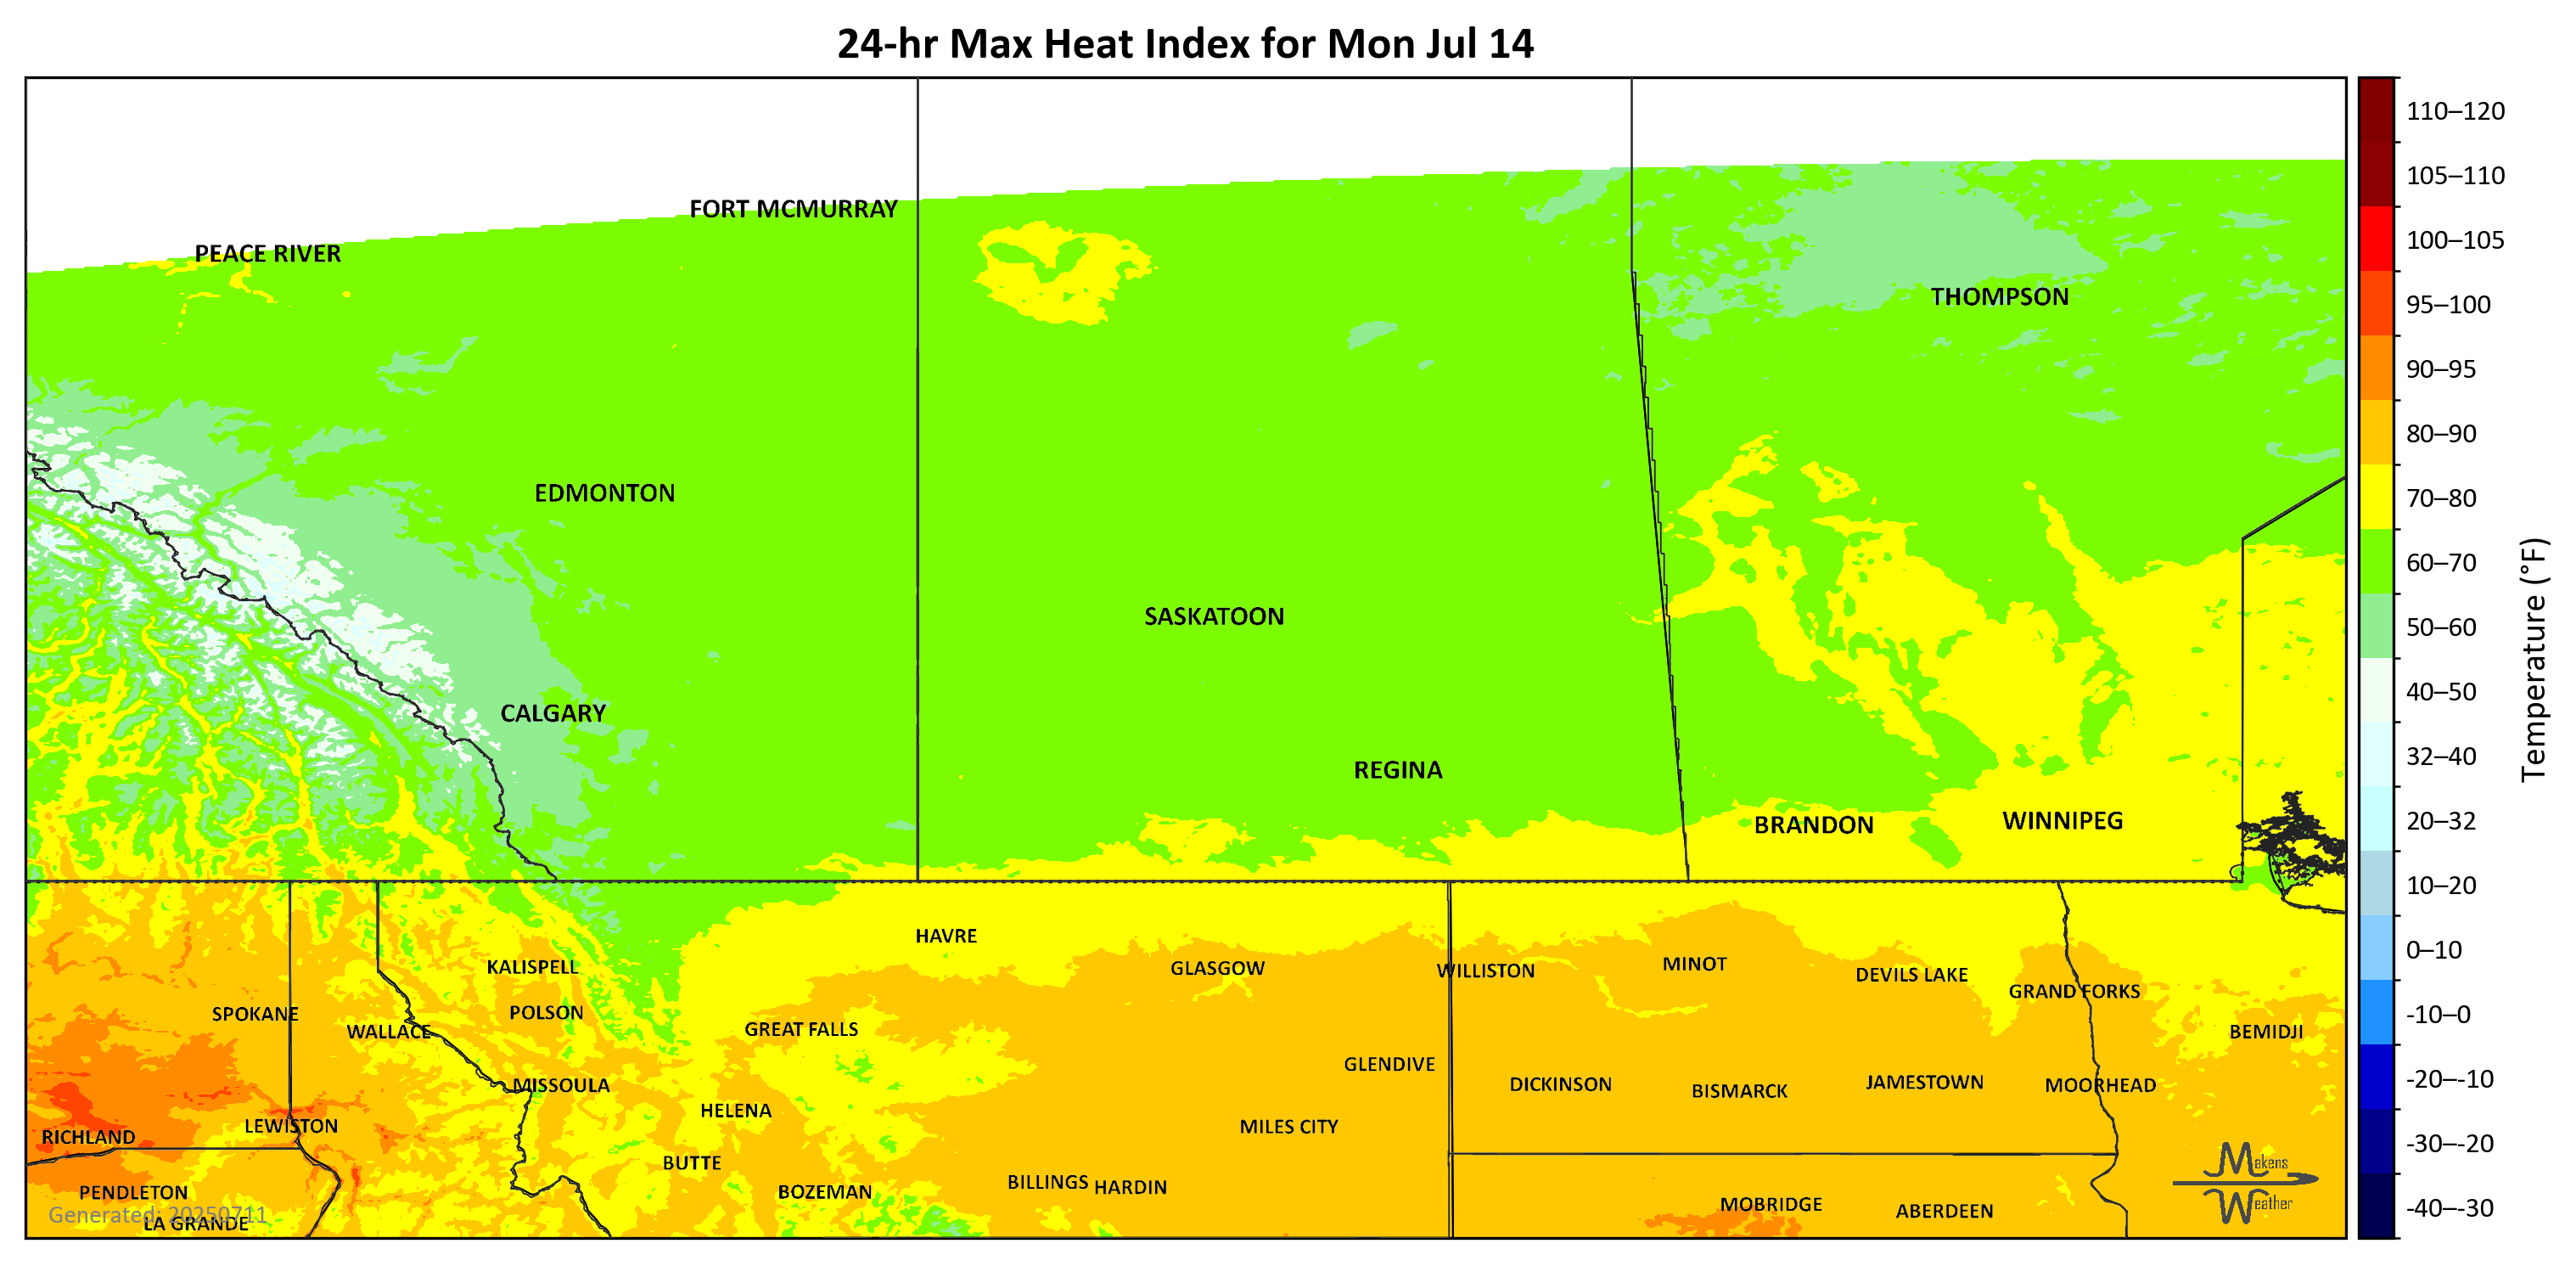 24-hr Max Heat Index for Mon Jul 14
110–120
105–110
100–105
95–100
90–95
80–90
70–80
60–70
50–60
40–50
32–40
20–32
10–20
0–10
-10–0
-20–-10
-30–-20
-40–-30
Temperature (°F)
FORT MCMURRAY
PEACE RIVER
THOMPSON
EDMONTON
SASKATOON
CALGARY
REGINA
BRANDON
WINNIPEG
HAVRE
KALISPELL
GLASGOW
WILLISTON
MINOT
DEVILS LAKE
GRAND FORKS
SPOKANE
POLSON
WALLACE
GREAT FALLS
BEMIDJI
GLENDIVE
MISSOULA
DICKINSON
BISMARCK
JAMESTOWN
MOORHEAD
HELENA
LEWISTON
MILES CITY
RICHLAND
BUTTE
BILLINGS
HARDIN
PENDLETON
BOZEMAN
MOBRIDGE
ABERDEEN
Generated: 20250711
LA GRANDE
Makens
Weather